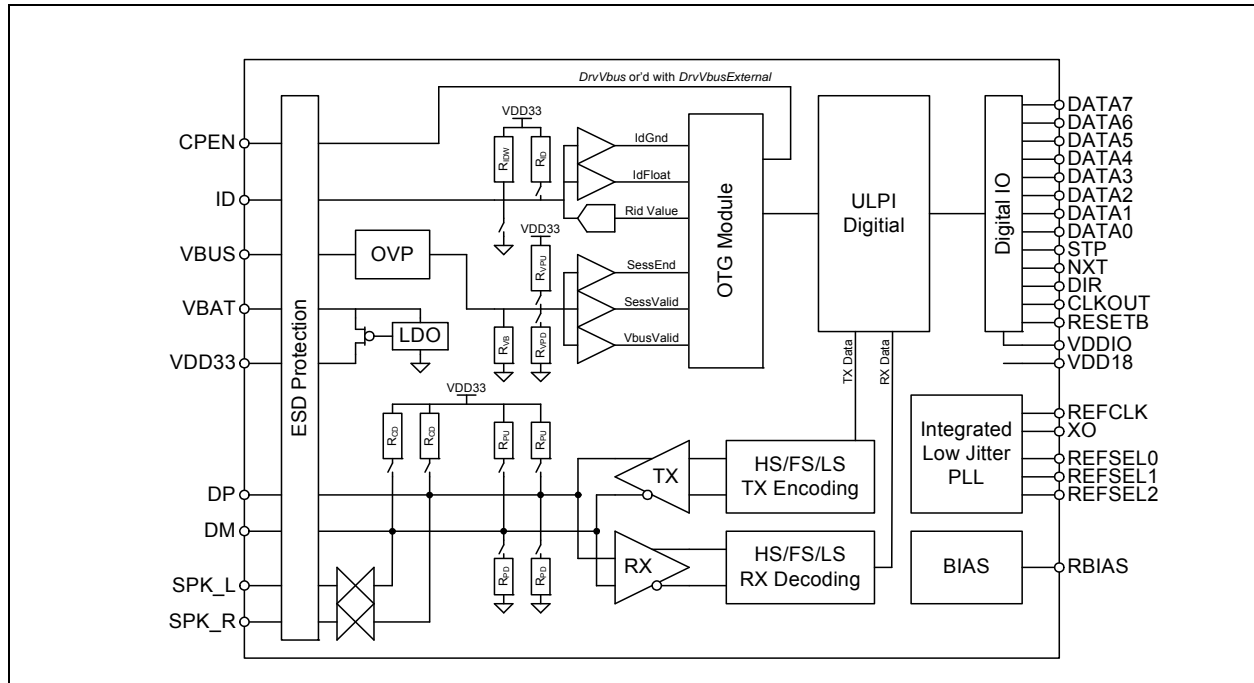 DrvVbus or'd with DrvVbusExternal
CPEN
ID
VBUS
VBAT
VDD33
DP
DM
SPK_L
SPK_R
ESD Protection
OVP
LDO
VDD33
RIDW
RID
IdGnd
IdFloat
Rid Value
VDD33
RVPU
RVB
RVPD
SessEnd
SessValid
VbusValid
OTG Module
ULPI
Digitial
Digital IO
TX Data
RX Data
VDD33
RCD
RCD
RPU
RPU
RPD
RPD
TX
RX
HS/FS/LS
TX Encoding
HS/FS/LS
RX Decoding
Integrated
Low Jitter
PLL
BIAS
DATA7
DATA6
DATA5
DATA4
DATA3
DATA2
DATA1
DATA0
STP
NXT
DIR
CLKOUT
RESETB
VDDIO
VDD18
REFCLK
XO
REFSEL0
REFSEL1
REFSEL2
RBIAS